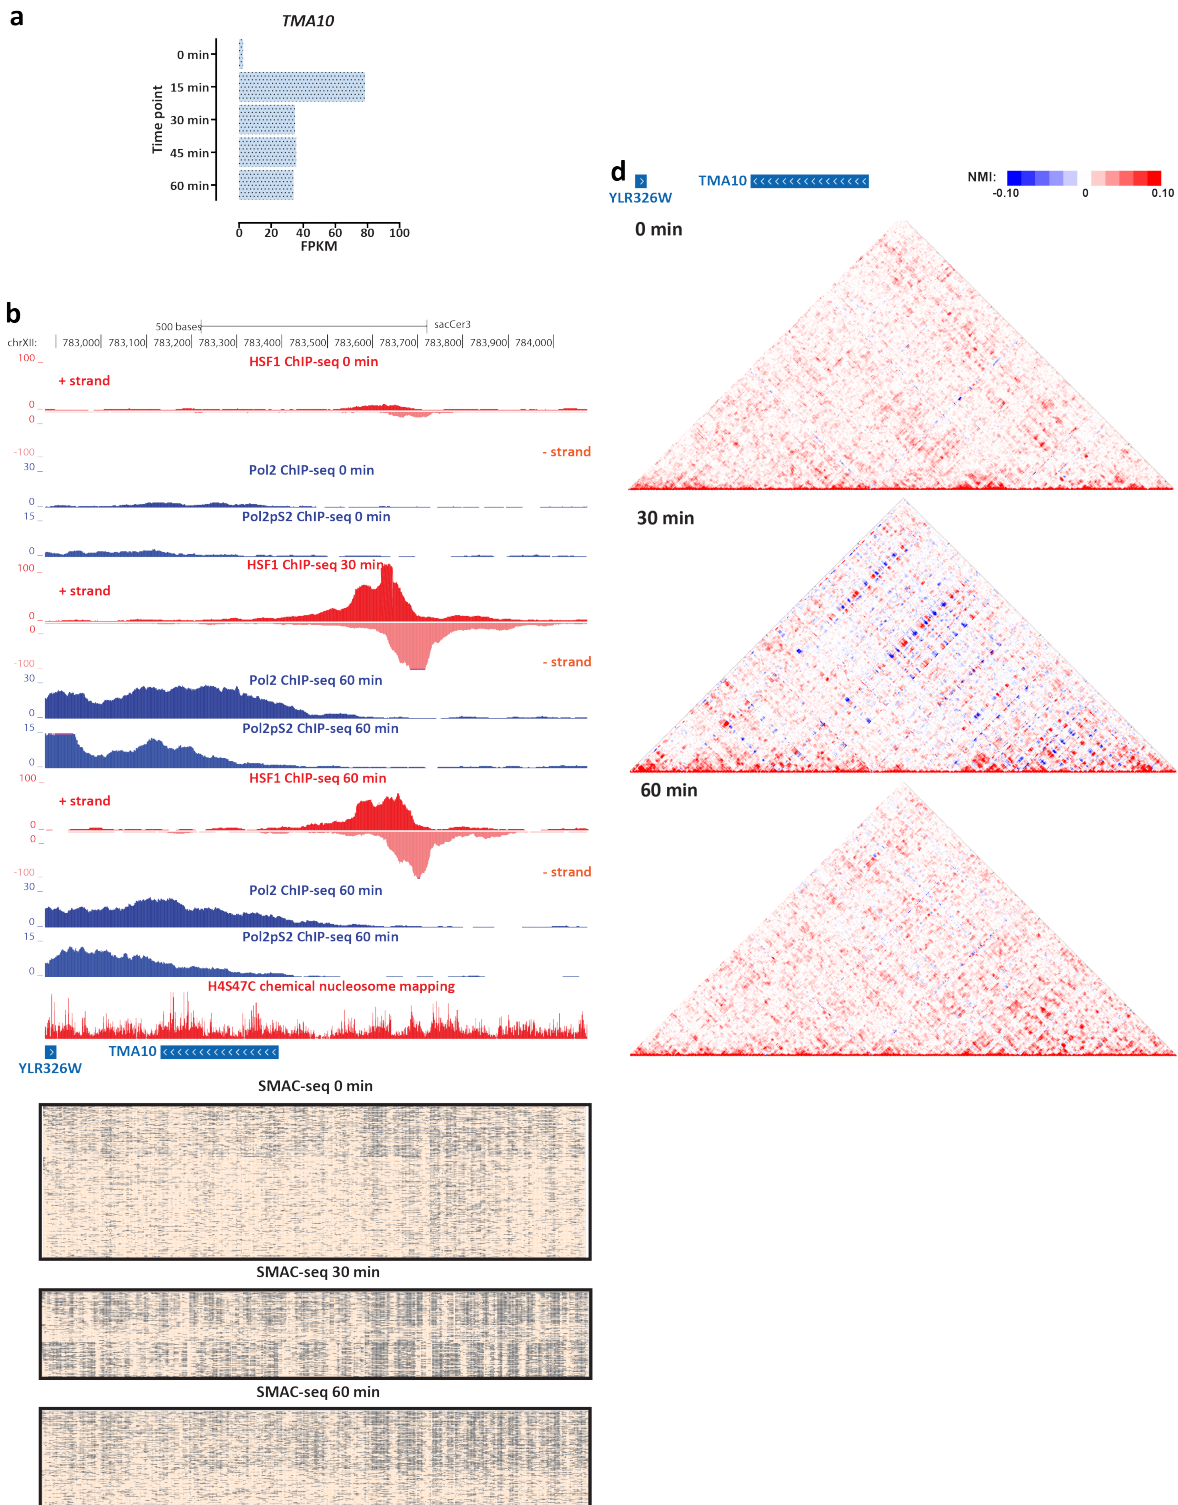 a
TMA10
0 min
15 min
30 min
45 min
60 min
Time point
0 20 40 60 80 100
FPKM
b
500 bases
sacCer3
chrXII: 783,000 783,100 783,200 783,300 783,400 783,500 783,600 783,700 783,800 783,900 784,000
HSF1 ChIP-seq 0 min
100
+ strand
0
0
-100
- strand
Pol2 ChIP-seq 0 min
30
0
Pol2pS2 ChIP-seq 0 min
15
0
HSF1 ChIP-seq 30 min
100
+ strand
0
0
-100
- strand
Pol2 ChIP-seq 60 min
30
0
Pol2pS2 ChIP-seq 60 min
15
0
HSF1 ChIP-seq 60 min
100
+ strand
0
0
-100
- strand
Pol2 ChIP-seq 60 min
30
0
Pol2pS2 ChIP-seq 60 min
15
0
H4S47C chemical nucleosome mapping
TMA10
YLR326W
SMAC-seq 0 min
SMAC-seq 30 min
SMAC-seq 60 min
d
YLR326W
TMA10
NMI:
-0.10 0 0.10
0 min
30 min
60 min